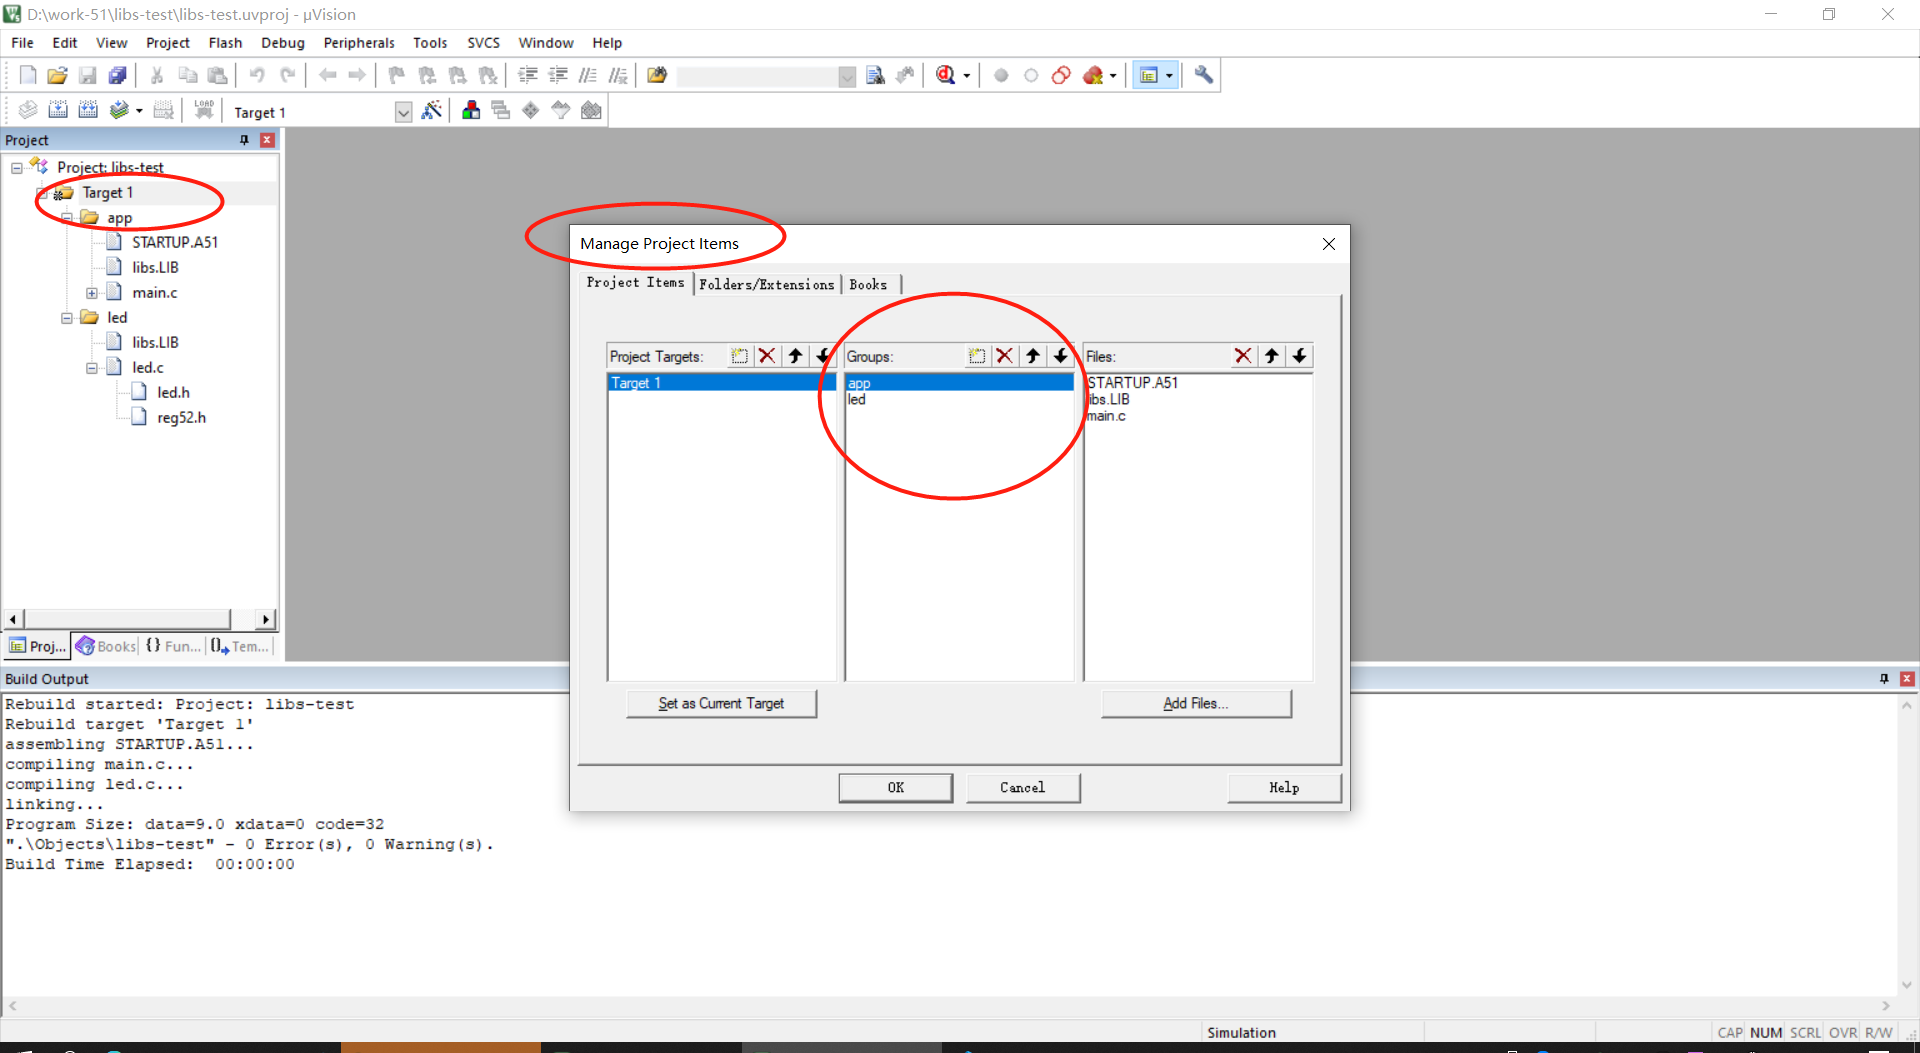 D:\work-51\libs-test\libs-test.uvproj - µVision
File Edit View Project Flash Debug Peripherals Tools SVCS Window Help
LOAD Target 1
Project
Project: libs-test
Target 1
app
STARTUP.A51
libs.LIB
main.c
led
libs.LIB
led.c
led.h
reg52.h
Proj... Books {} Fun... Tem...
Manage Project Items
Project Items Folders/Extensions Books
Project Targets: Groups: Files:
Target 1 app STARTUP.A51
led libs.LIB
main.c
Set as Current Target Add Files...
OK Cancel Help
Build Output
Rebuild started: Project: libs-test
Rebuild target 'Target 1'
assembling STARTUP.A51...
compiling main.c...
compiling led.c...
linking...
Program Size: data=9.0 xdata=0 code=32
".\Objects\libs-test" - 0 Error(s), 0 Warning(s).
Build Time Elapsed:  00:00:00
Simulation CAP NUM SCRL OVR R/W